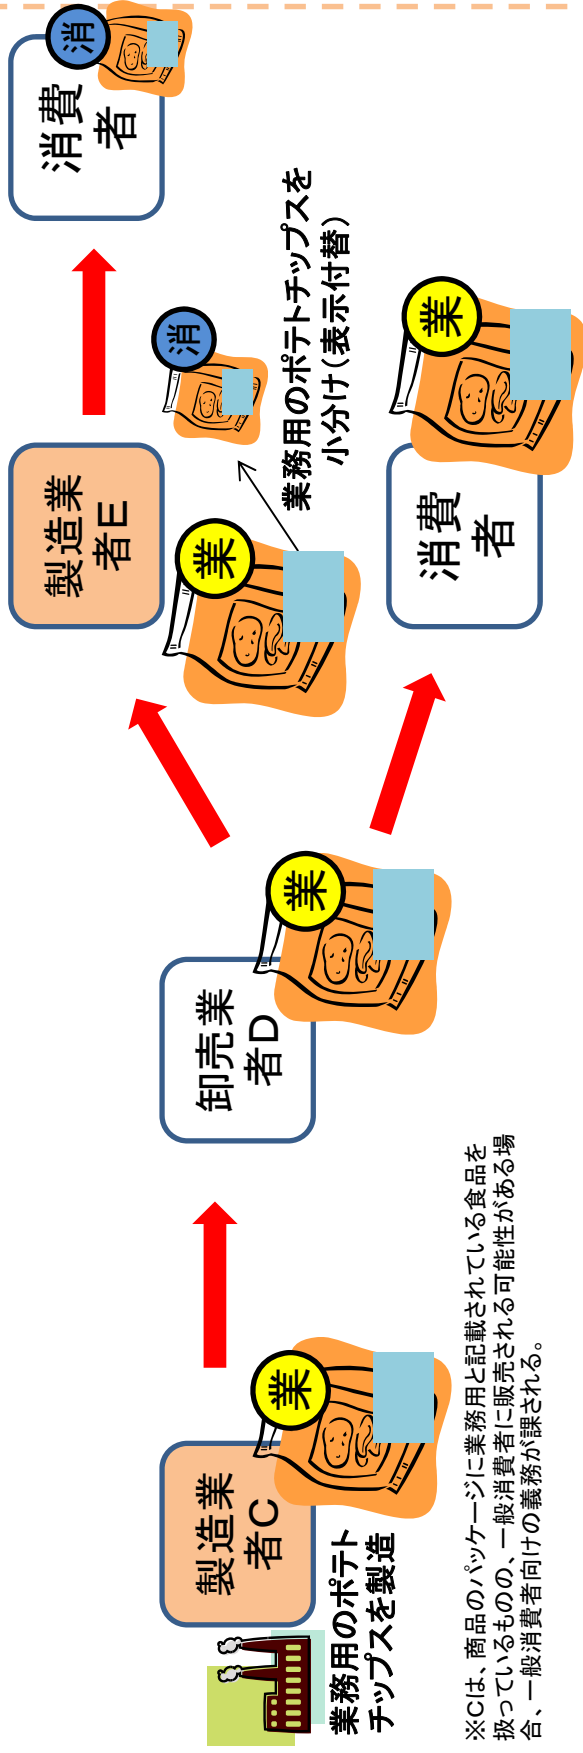 製造業
者C
業
業務用のポテト
チップスを製造
卸売業
者D
業
製造業
者E
業
消
業務用のポテトチップスを
小分け(表示付替)
消費
者
消
消費
者
業
※Cは、商品のパッケージに業務用と記載されている食品を
扱っているものの、一般消費者に販売される可能性がある場
合、一般消費者向けの義務が課される。